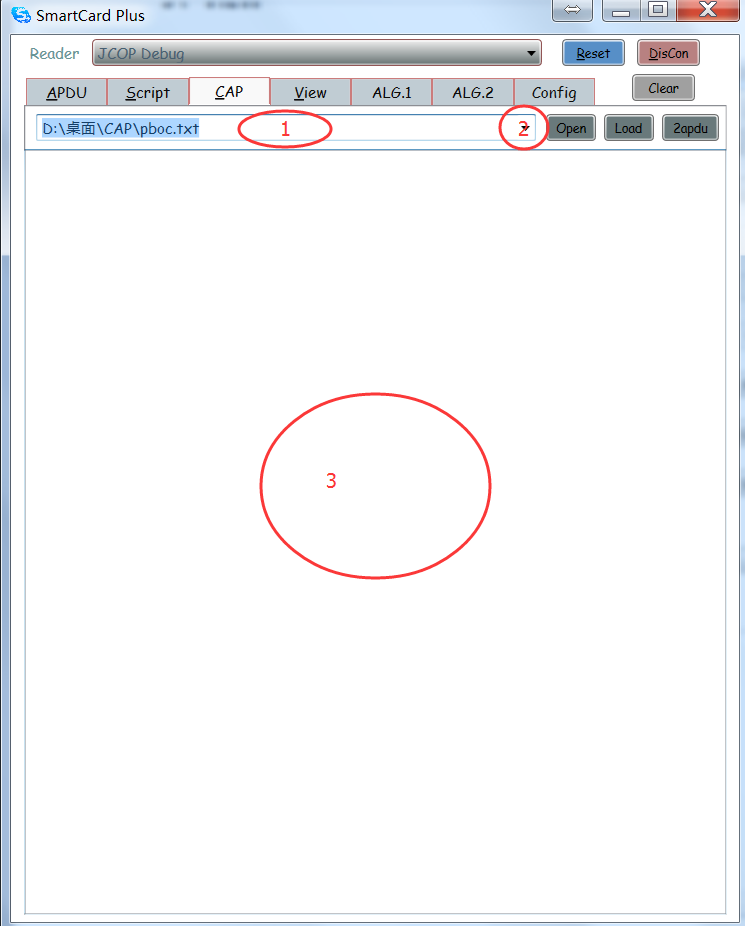 SmartCard Plus
Reader JCOP Debug Reset DisCon
APDU Script CAP View ALG.1 ALG.2 Config Clear
D:\桌面\CAP\pboc.txt 1 2 Open Load 2apdu
3